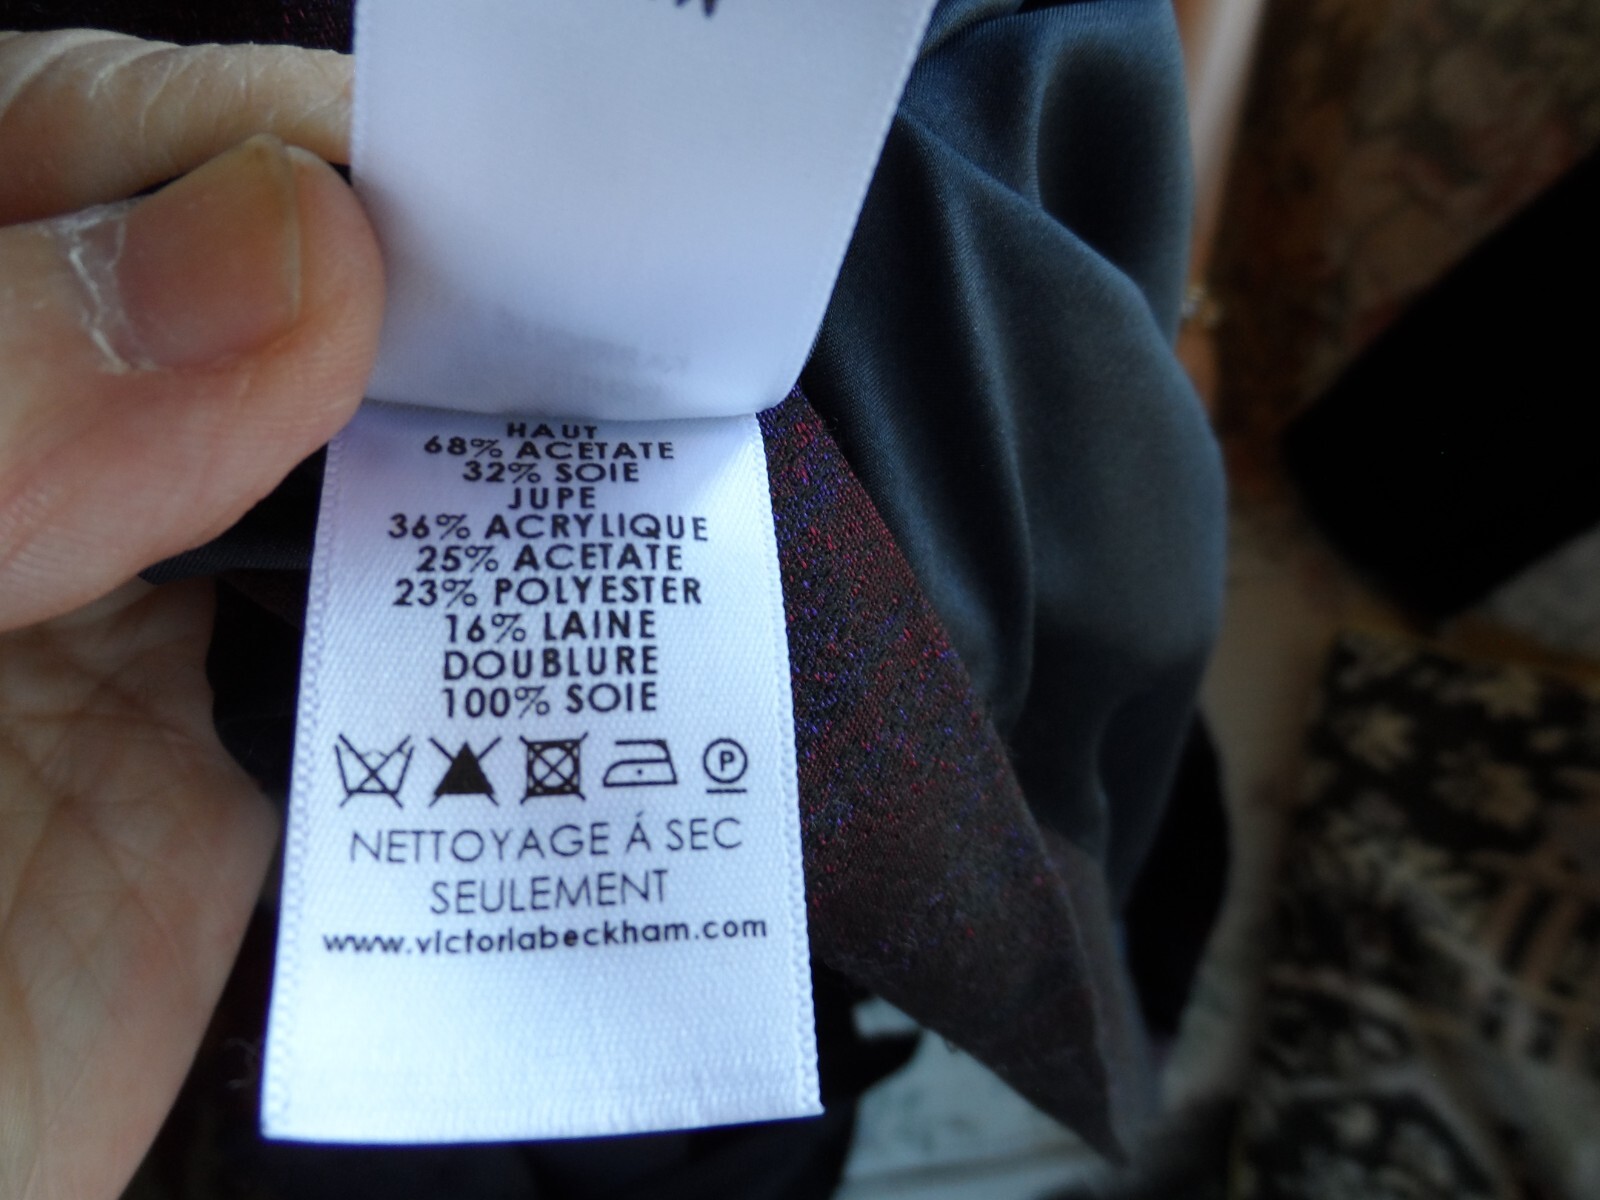 HAUT
68% ACETATE
32% SOIE
JUPE
36% ACRYLIQUE
25% ACETATE
23% POLYESTER
16% LAINE
DOUBLURE
100% SOIE
P
NETTOYAGE Á SEC
SEULEMENT
www.victoriabeckham.com